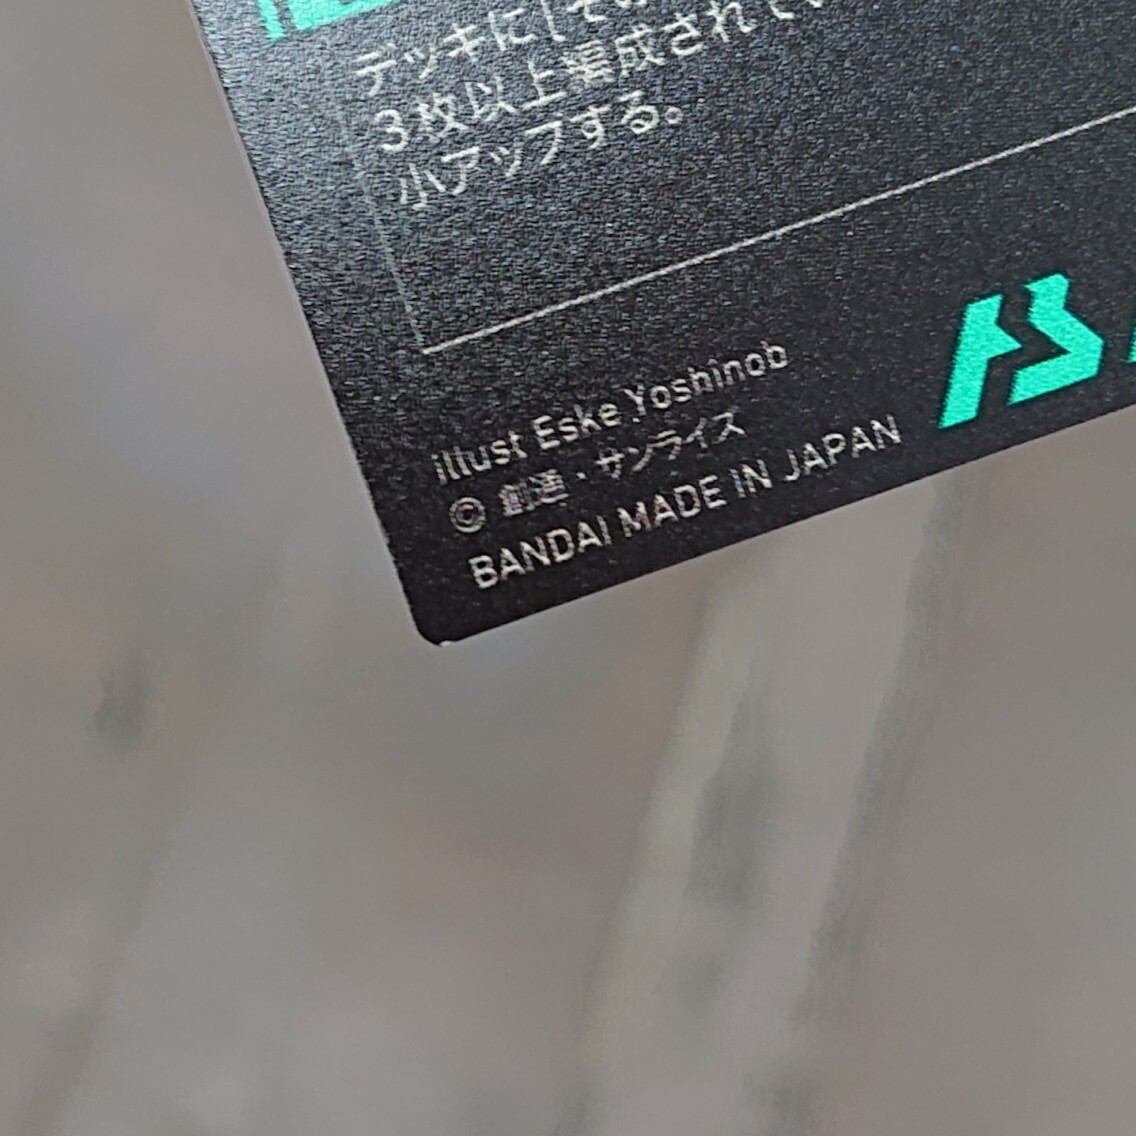 デッキに「その
3枚以上編成されてい
小アップする。
illust Eske Yoshinob
© 創通・サンライズ
BANDAI MADE IN JAPAN